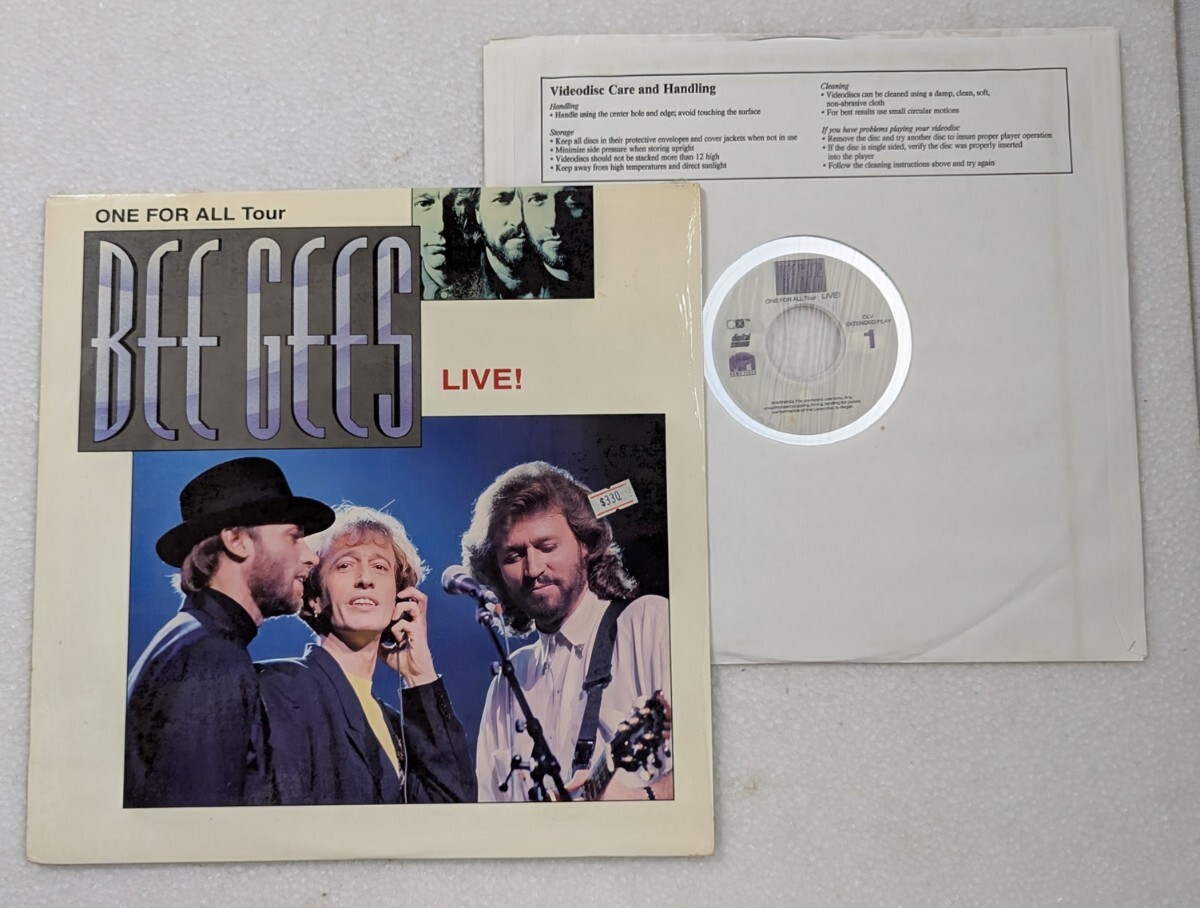 Videodisc Care and Handling
Handling
• Handle using the center hole and edge; avoid touching the surface
Storage
• Keep all discs in their protective envelopes and cover jackets when not in use
• Minimize side pressure when storing upright
• Videodiscs should not be stacked more than 12 high
• Keep away from high temperatures and direct sunlight
Cleaning
• Videodiscs can be cleaned using a damp, clean, soft,
non-abrasive cloth
• For best results use small circular motions
If you have problems playing your videodisc
• Remove the disc and try another disc to insure proper player operation
• If the disc is single sided, verify the disc was properly inserted
into the player
• Follow the cleaning instructions above and try again
ONE FOR ALL Tour
BEE GEES
LIVE!
$330
ONE FOR ALL Tour LIVE!
CX™
digital
sound
CLV
EXTENDED PLAY
1